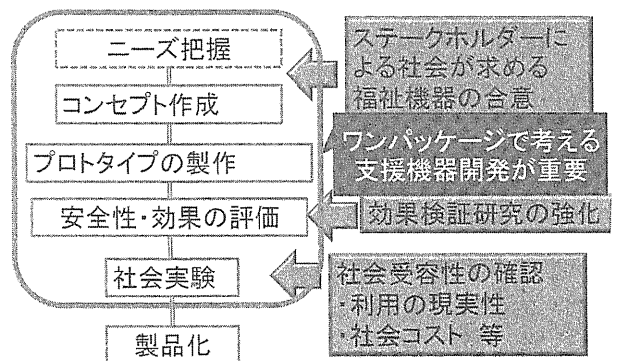 ニーズ把握
コンセプト作成
プロトタイプの製作
安全性・効果の評価
社会実験
製品化
ステークホルダーに
よる社会が求める
福祉機器の合意
ワンパッケージで考える
支援機器開発が重要
効果検証研究の強化
社会受容性の確認
・利用の現実性
・社会コスト 等